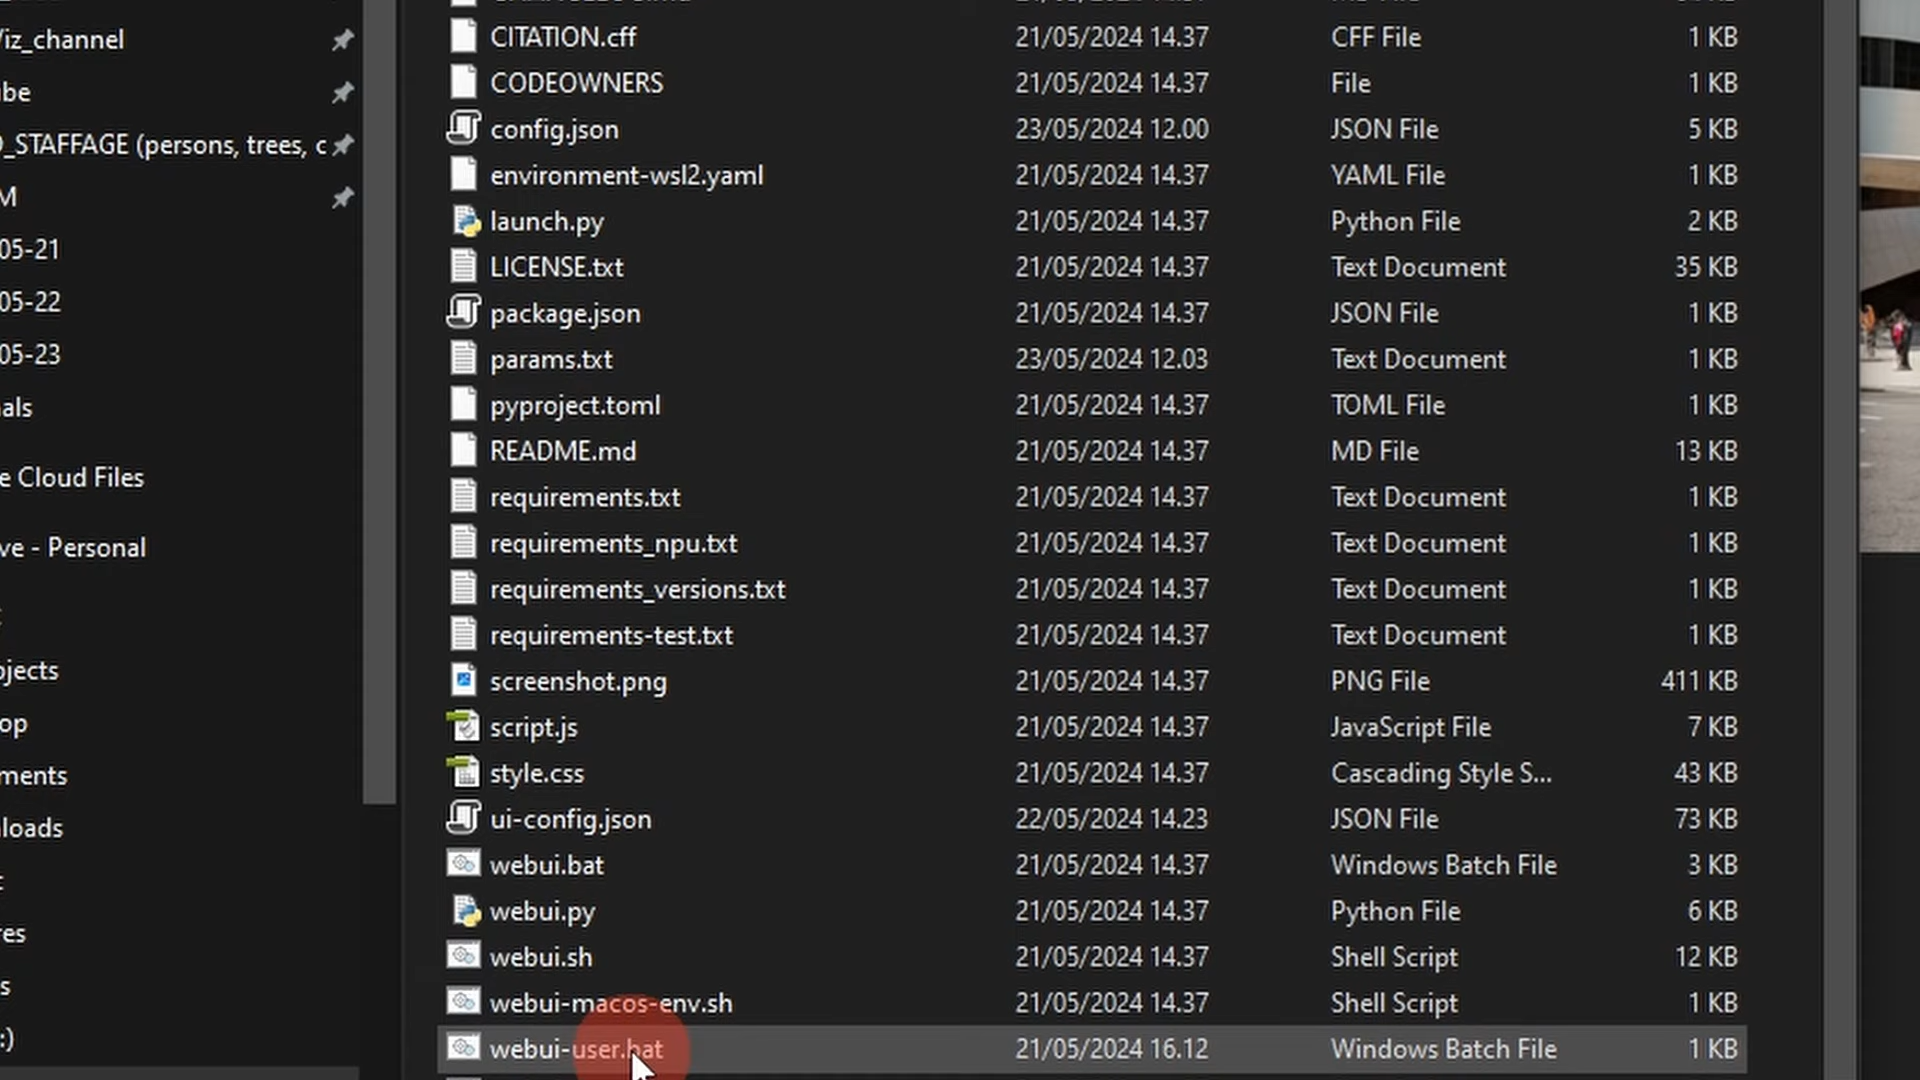 /iz_channel
be
_STAFFAGE (persons, trees, c
M
05-21
05-22
05-23
als
e Cloud Files
ve - Personal
jects
op
ments
loads
res
s
:)
CITATION.cff 21/05/2024 14.37 CFF File 1 KB
CODEOWNERS 21/05/2024 14.37 File 1 KB
config.json 23/05/2024 12.00 JSON File 5 KB
environment-wsl2.yaml 21/05/2024 14.37 YAML File 1 KB
launch.py 21/05/2024 14.37 Python File 2 KB
LICENSE.txt 21/05/2024 14.37 Text Document 35 KB
package.json 21/05/2024 14.37 JSON File 1 KB
params.txt 23/05/2024 12.03 Text Document 1 KB
pyproject.toml 21/05/2024 14.37 TOML File 1 KB
README.md 21/05/2024 14.37 MD File 13 KB
requirements.txt 21/05/2024 14.37 Text Document 1 KB
requirements_npu.txt 21/05/2024 14.37 Text Document 1 KB
requirements_versions.txt 21/05/2024 14.37 Text Document 1 KB
requirements-test.txt 21/05/2024 14.37 Text Document 1 KB
screenshot.png 21/05/2024 14.37 PNG File 411 KB
script.js 21/05/2024 14.37 JavaScript File 7 KB
style.css 21/05/2024 14.37 Cascading Style S... 43 KB
ui-config.json 22/05/2024 14.23 JSON File 73 KB
webui.bat 21/05/2024 14.37 Windows Batch File 3 KB
webui.py 21/05/2024 14.37 Python File 6 KB
webui.sh 21/05/2024 14.37 Shell Script 12 KB
webui-macos-env.sh 21/05/2024 14.37 Shell Script 1 KB
webui-user.bat 21/05/2024 16.12 Windows Batch File 1 KB